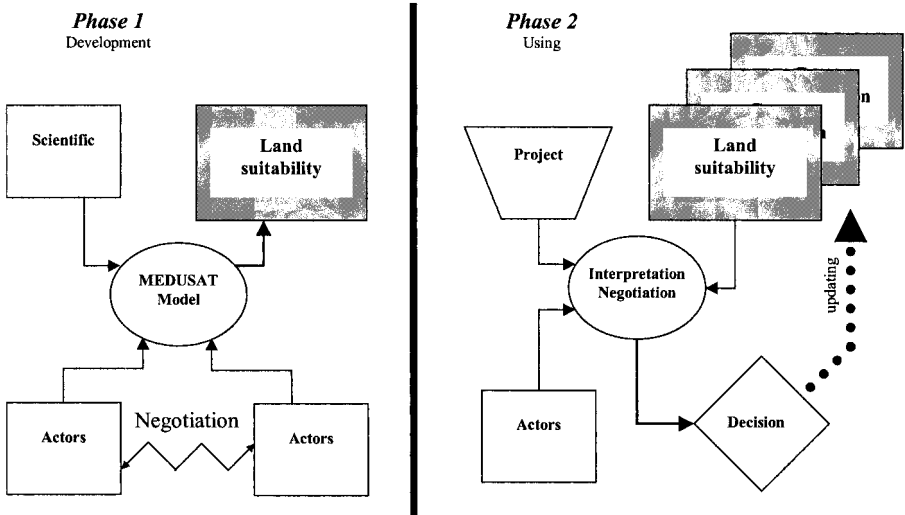 Phase 1
Development
Scientific
Land
suitability
MEDUSAT
Model
Actors
Negotiation
Actors
Phase 2
Using
Project
Land
suitability
n
n
Interpretation
Negotiation
updating
Actors
Decision